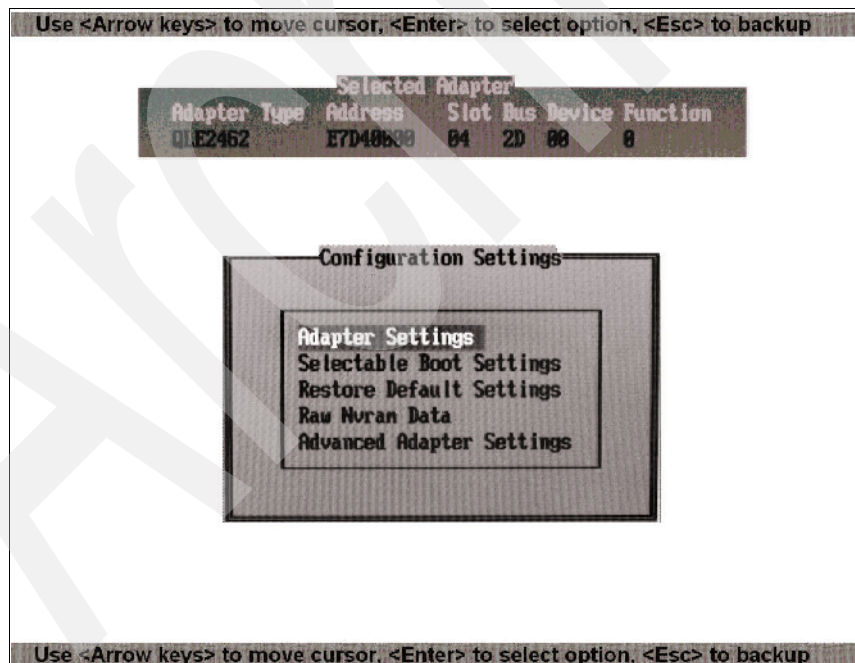 Use <Arrow keys> to move cursor, <Enter> to select option, <Esc> to backup
Selected Adapter
Adapter Type Address Slot Bus Device Function
QLE2462 04 2D 00 0
Configuration Settings
Adapter Settings
Selectable Boot Settings
Restore Default Settings
Raw Nvram Data
Advanced Adapter Settings
Use <Arrow keys> to move cursor, <Enter> to select option, <Esc> to backup